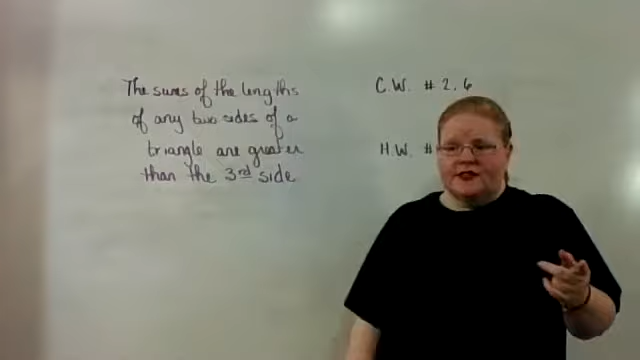 The sums of the lengths
of any two sides of a
triangle are greater
than the 3rd side
C.W. # 2, 6
H.W. #